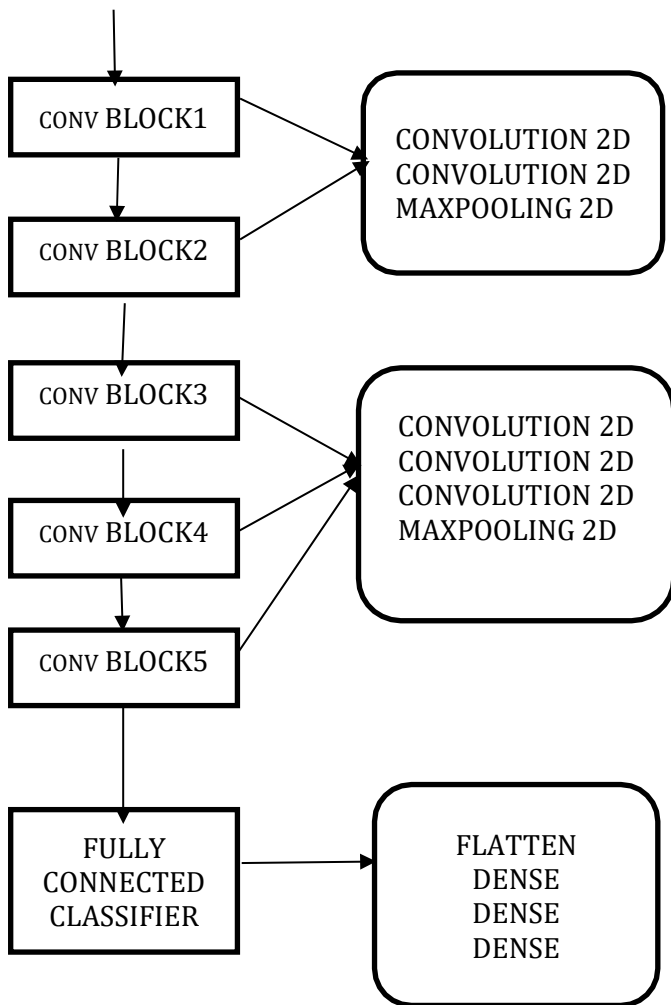 CONV BLOCK1
CONVOLUTION 2D
CONVOLUTION 2D
MAXPOOLING 2D
CONV BLOCK2
CONV BLOCK3
CONVOLUTION 2D
CONVOLUTION 2D
CONVOLUTION 2D
MAXPOOLING 2D
CONV BLOCK4
CONV BLOCK5
FULLY
CONNECTED
CLASSIFIER
FLATTEN
DENSE
DENSE
DENSE